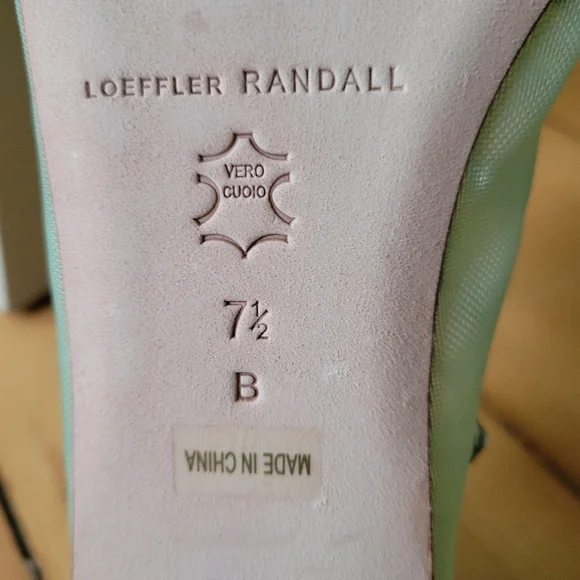 LOEFFLER RANDALL
VERO
CUOIO
7½
B
MADE IN CHINA